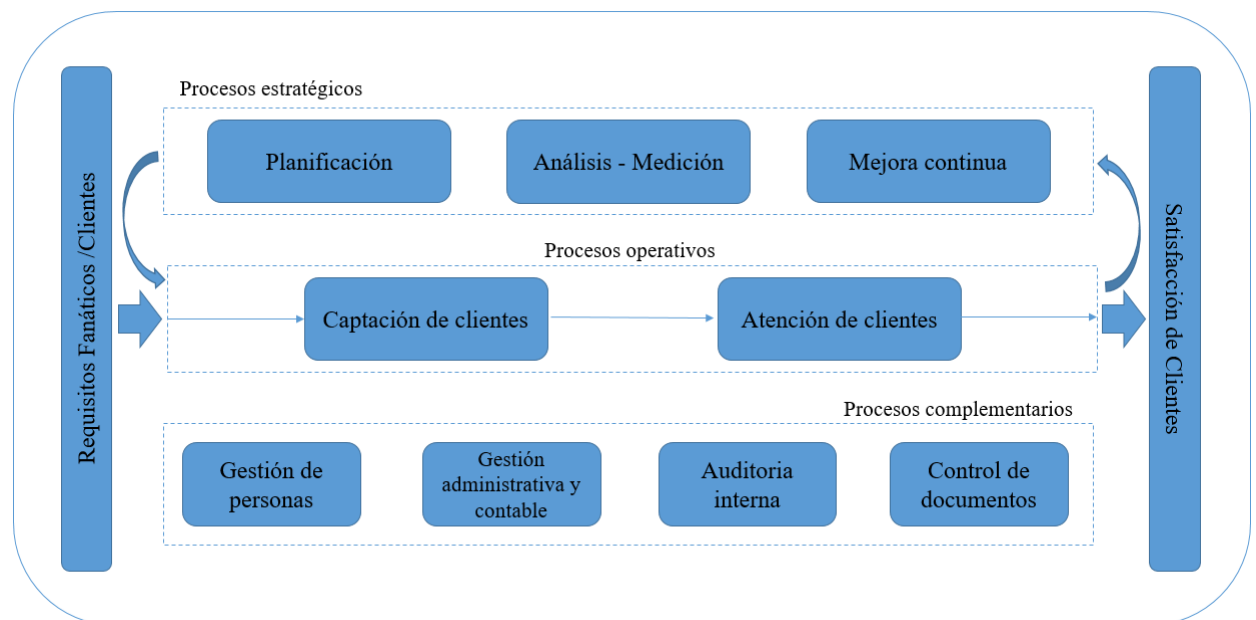 Requisitos Fanáticos /Clientes
Procesos estratégicos
Planificación
Análisis - Medición
Mejora continua
Procesos operativos
Captación de clientes
Atención de clientes
Procesos complementarios
Gestión de
personas
Gestión
administrativa y
contable
Auditoria
interna
Control de
documentos
Satisfacción de Clientes